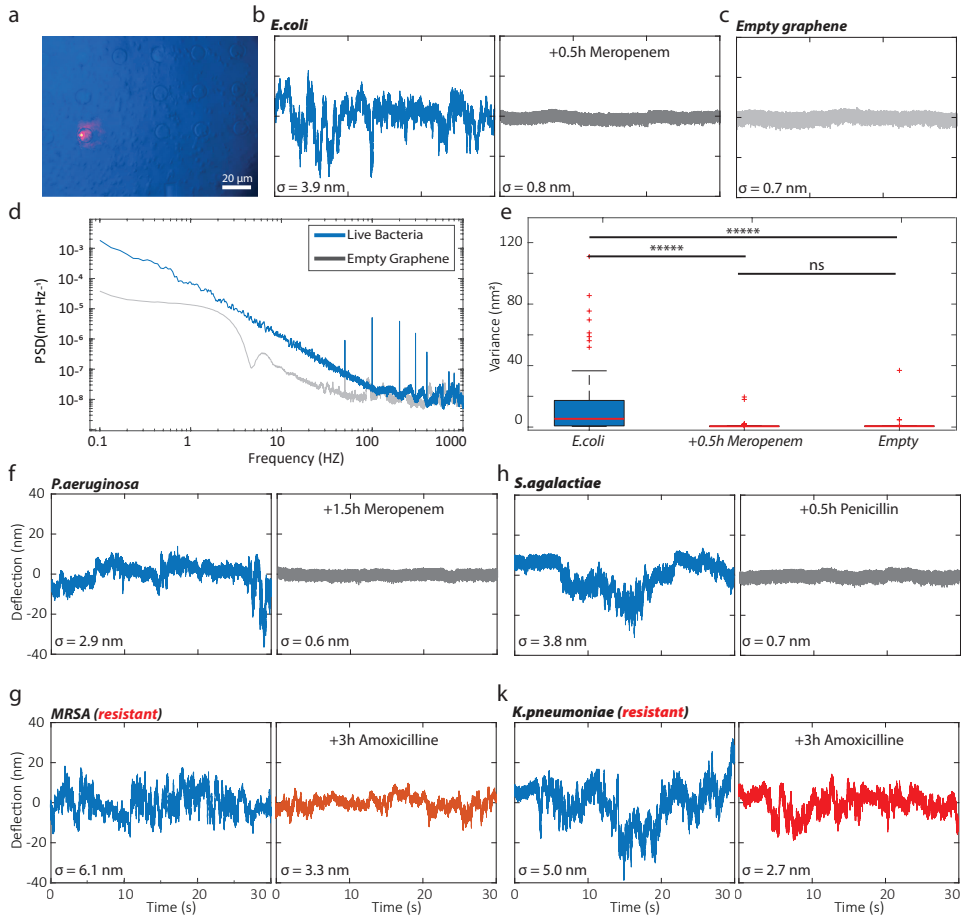 a
20 μm
b
E.coli
σ = 3.9 nm
+0.5h Meropenem
σ = 0.8 nm
c
Empty graphene
σ = 0.7 nm
d
PSD(nm² Hz⁻¹)
10⁻³
10⁻⁴
10⁻⁵
10⁻⁶
10⁻⁷
10⁻⁸
Live Bacteria
Empty Graphene
0.1 1 10 100 1000
Frequency (HZ)
e
Variance (nm²)
120
80
40
0
*****
*****
ns
E.coli +0.5h Meropenem Empty
f
P.aeruginosa
Deflection (nm)
40
20
0
-20
-40
σ = 2.9 nm
+1.5h Meropenem
σ = 0.6 nm
h
S.agalactiae
σ = 3.8 nm
+0.5h Penicillin
σ = 0.7 nm
g
MRSA (resistant)
Deflection (nm)
40
20
0
-20
-40
σ = 6.1 nm
0 10 20 30
Time (s)
+3h Amoxicilline
σ = 3.3 nm
0 10 20 30
Time (s)
k
K.pneumoniae (resistant)
σ = 5.0 nm
0 10 20 30
Time (s)
+3h Amoxicilline
σ = 2.7 nm
0 10 20 30
Time (s)